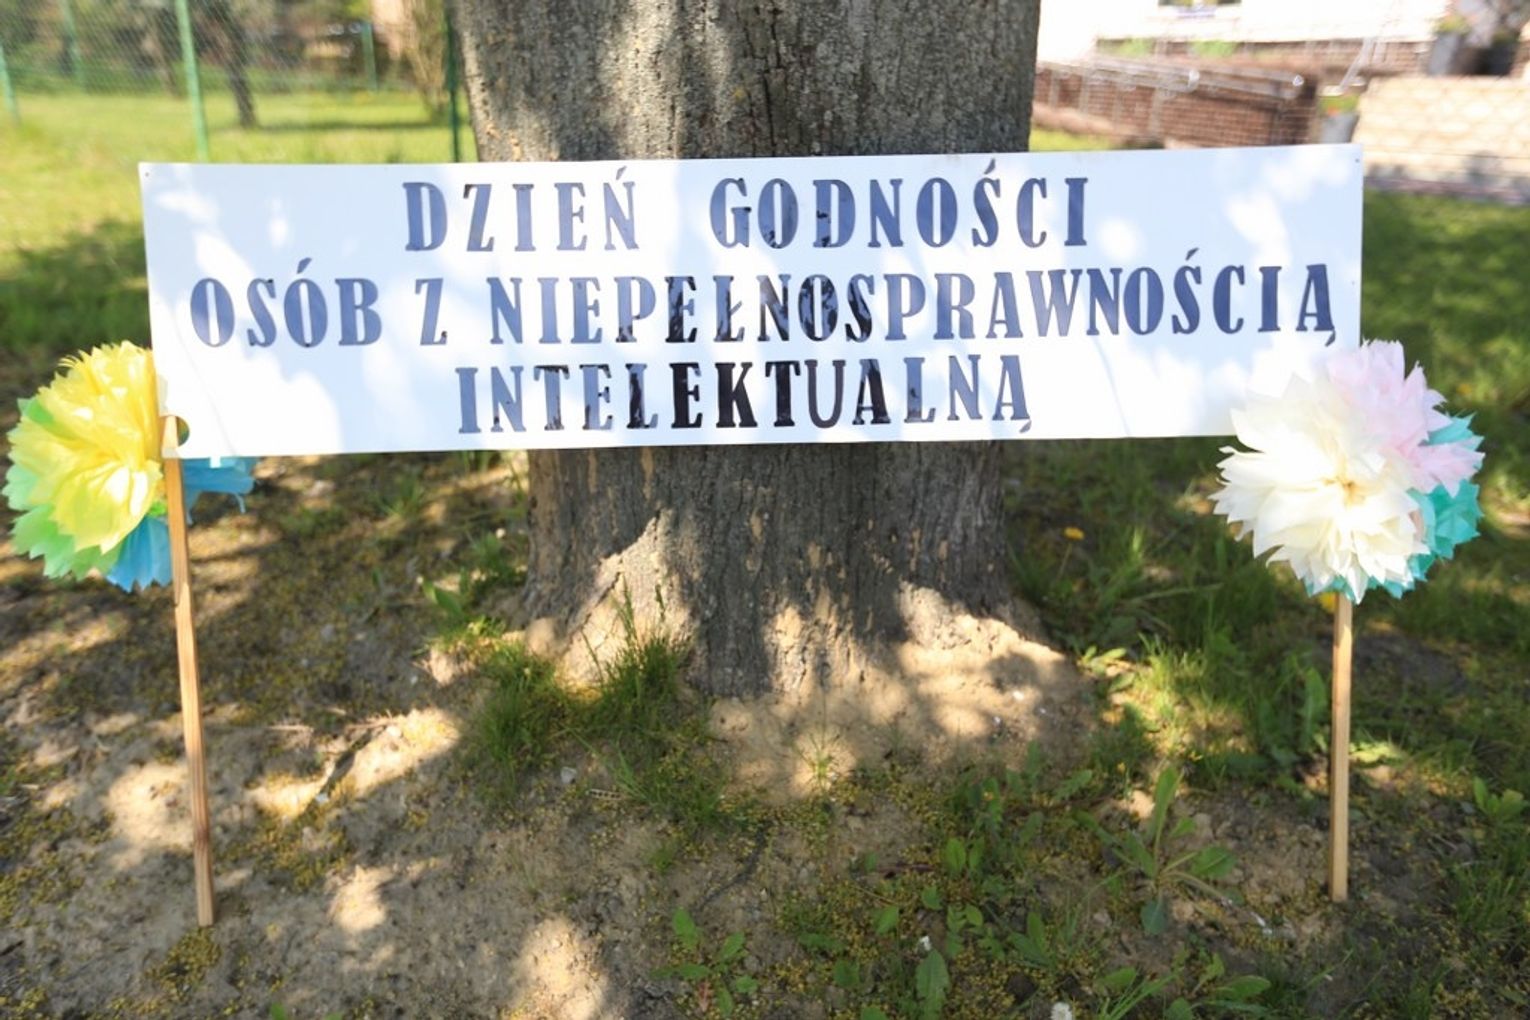 DZIEŃ GODNOŚCI
OSÓB Z NIEPEŁNOSPRAWNOŚCIĄ
INTELEKTUALNĄ